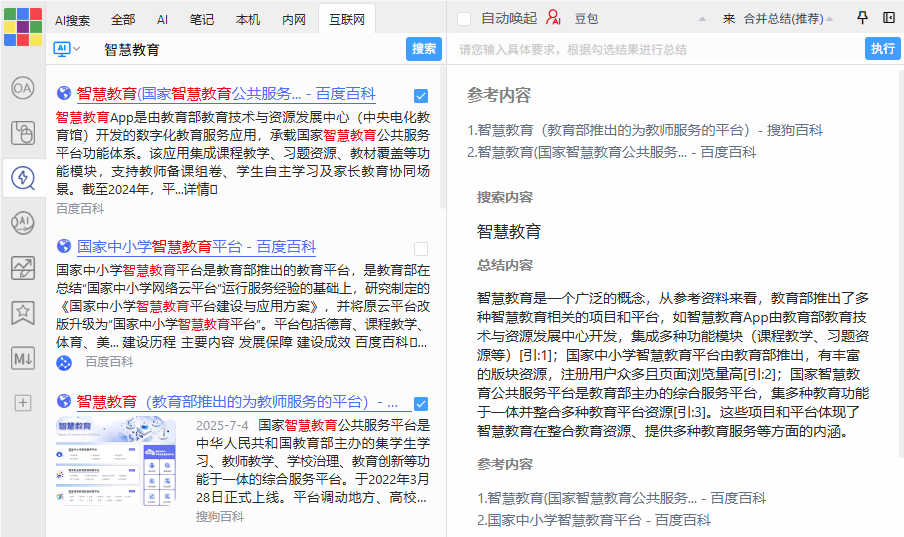 AI搜索 全部 AI 笔记 本机 内网 互联网
自动唤起 豆包 来 合并总结(推荐)
智慧教育 搜索
请您输入具体要求，根据勾选结果进行总结 执行
OA
AI
M↓
智慧教育(国家智慧教育公共服务... - 百度百科
智慧教育App是由教育部教育技术与资源发展中心（中央电化教
育馆）开发的数字化教育服务应用，承载国家智慧教育公共服务
平台功能体系。该应用集成课程教学、习题资源、教材覆盖等功
能模块，支持教师备课组卷、学生自主学习及家长教育协同场
景。截至2024年，平...详情
百度百科
国家中小学智慧教育平台 - 百度百科
国家中小学智慧教育平台是教育部推出的教育平台，是教育部在
总结“国家中小学网络云平台”运行服务经验的基础上，研究制定的
《国家中小学智慧教育平台建设与应用方案》，并将原云平台改
版升级为“国家中小学智慧教育平台”。平台包括德育、课程教学、
体育、美... 建设历程 主要内容 发展保障 建设成效 百度百科...
百度百科
智慧教育（教育部推出的为教师服务的平台）- ...
智慧教育
2025-7-4 国家智慧教育公共服务平台是
中华人民共和国教育部主办的集学生学
习、教师教学、学校治理、教育创新等功
能于一体的综合服务平台。于2022年3月
28日正式上线。平台调动地方、高校...
搜狗百科
参考内容
1.智慧教育（教育部推出的为教师服务的平台）- 搜狗百科
2.智慧教育(国家智慧教育公共服务... - 百度百科
搜索内容
智慧教育
总结内容
智慧教育是一个广泛的概念，从参考资料来看，教育部推出了多
种智慧教育相关的项目和平台，如智慧教育App由教育部教育技
术与资源发展中心开发，集成多种功能模块（课程教学、习题资
源等）[引:1]；国家中小学智慧教育平台由教育部推出，有丰富
的版块资源，注册用户众多且页面浏览量高[引:2]；国家智慧教
育公共服务平台是教育部主办的综合服务平台，集多种教育功能
于一体并整合多种教育平台资源[引:3]。这些项目和平台体现了
智慧教育在整合教育资源、提供多种教育服务等方面的内涵。
参考内容
1.智慧教育(国家智慧教育公共服务... - 百度百科
2.国家中小学智慧教育平台 - 百度百科